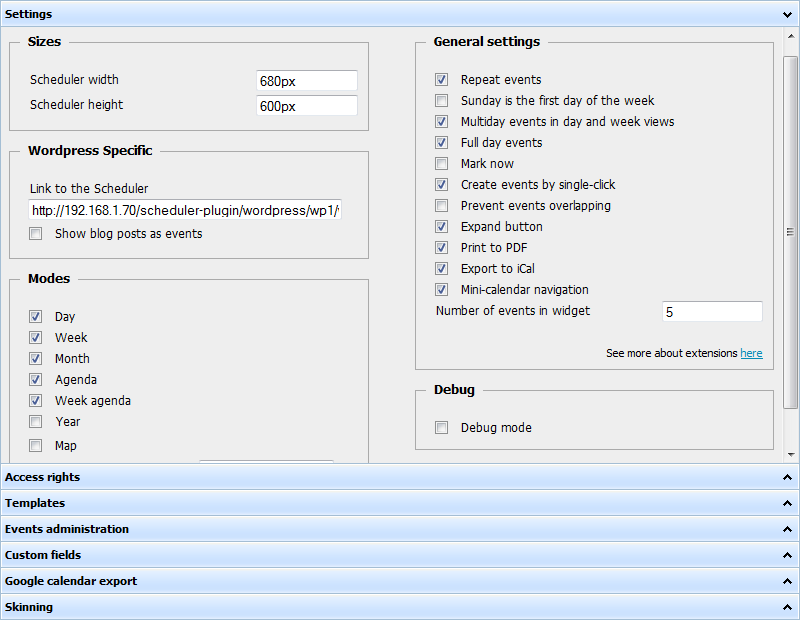 Settings
Sizes
Scheduler width
680px
Scheduler height
600px
Wordpress Specific
Link to the Scheduler
http://192.168.1.70/scheduler-plugin/wordpress/wp1/
Show blog posts as events
Modes
Day
Week
Month
Agenda
Week agenda
Year
Map
General settings
Repeat events
Sunday is the first day of the week
Multiday events in day and week views
Full day events
Mark now
Create events by single-click
Prevent events overlapping
Expand button
Print to PDF
Export to iCal
Mini-calendar navigation
Number of events in widget
5
See more about extensions here
Debug
Debug mode
Access rights
Templates
Events administration
Custom fields
Google calendar export
Skinning